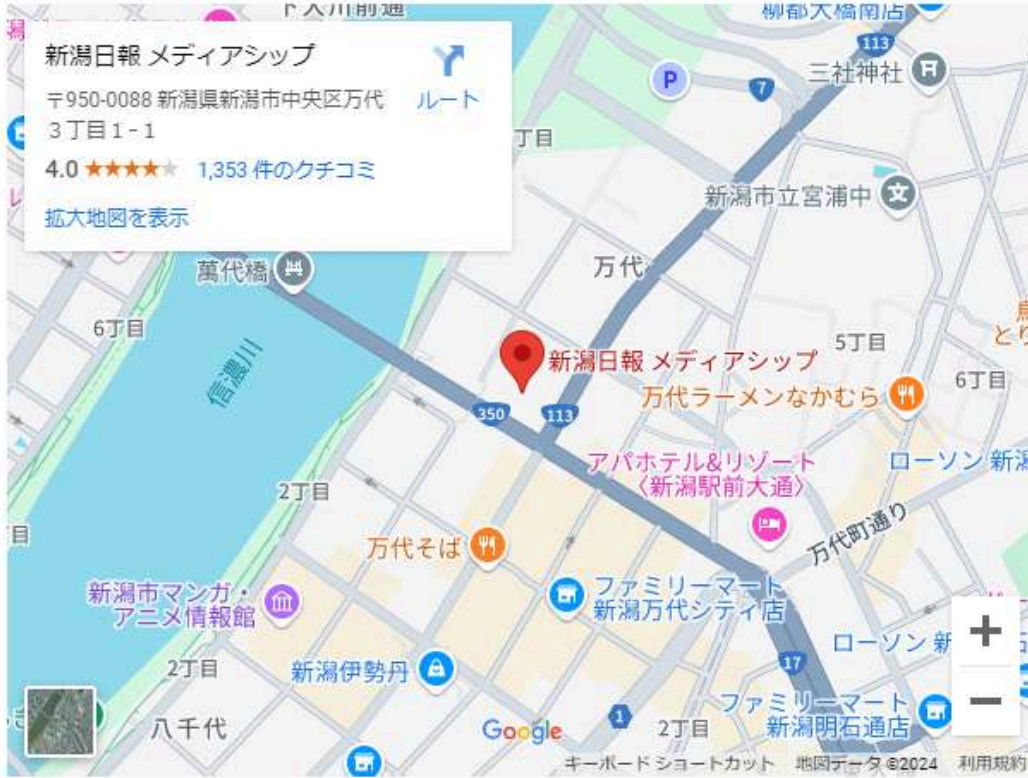 下大川前通
柳都大橋南店
113
新潟日報 メディアシップ
ルート
〒950-0088 新潟県新潟市中央区万代
3丁目1-1
4.0
1,353 件のクチコミ
拡大地図を表示
三社神社
P
7
丁目
新潟市立宮浦中
文
萬代橋
万代
6丁目
信濃川
5丁目
新潟日報 メディアシップ
とり
6丁目
万代ラーメンなかむら
350
113
アパホテル&リゾート
〈新潟駅前大通〉
ローソン 新潟
2丁目
万代町通り
目
万代そば
新潟市マンガ・
アニメ情報館
ファミリーマート
新潟万代シティ店
+
ローソン 新
2丁目
新潟伊勢丹
17
−
ファミリーマート
新潟明石通店
八千代
Google
1
2丁目
キーボード ショートカット
地図データ ©2024
利用規約